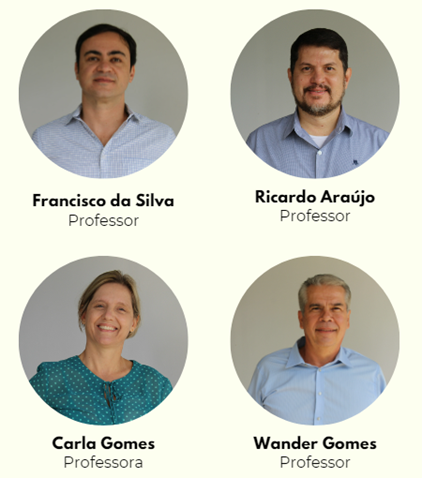 Francisco da Silva
Professor
Ricardo Araújo
Professor
Carla Gomes
Professora
Wander Gomes
Professor